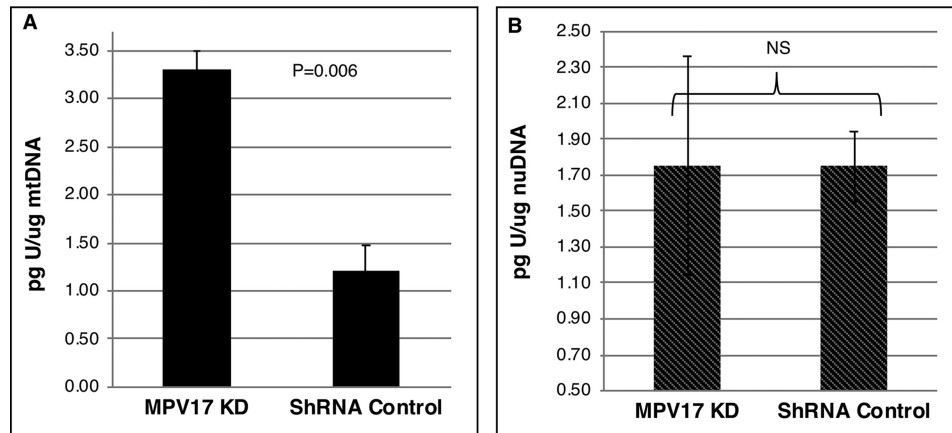 A
pg U/ug mtDNA
3.50
3.00
2.50
2.00
1.50
1.00
0.50
0.00
P=0.006
MPV17 KD
ShRNA Control
B
pg U/ug nuDNA
2.50
2.30
2.10
1.90
1.70
1.50
1.30
1.10
0.90
0.70
0.50
NS
MPV17 KD
ShRNA Control